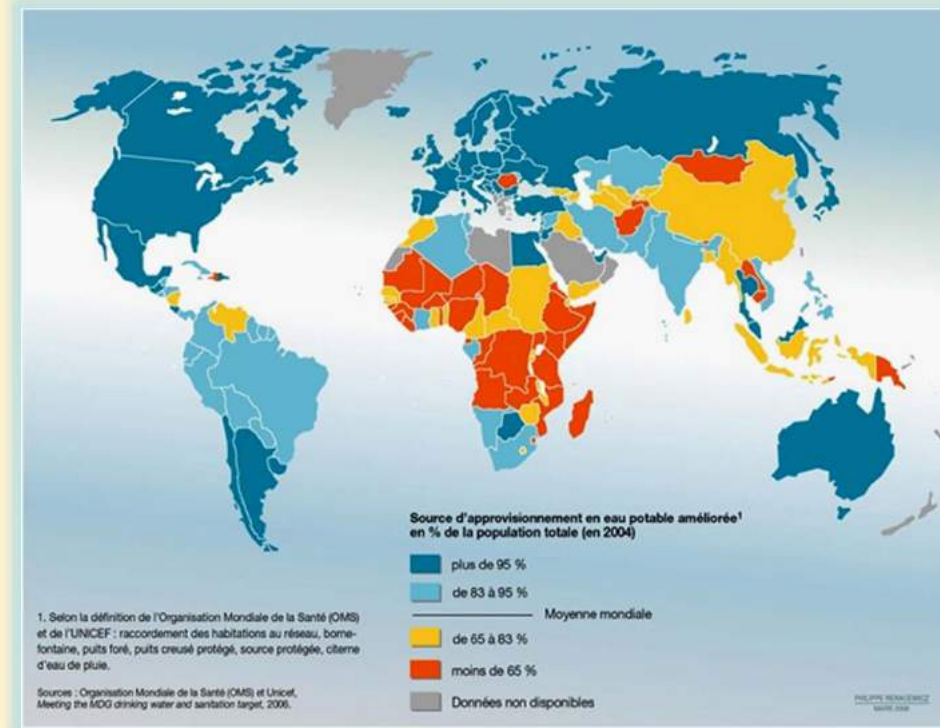 Source d'approvisionnement en eau potable améliorée¹
en % de la population totale (en 2004)
plus de 95 %
de 83 à 95 %
Moyenne mondiale
de 65 à 83 %
moins de 65 %
Données non disponibles
1. Selon la définition de l'Organisation Mondiale de la Santé (OMS)
et de l'UNICEF : raccordement des habitations au réseau, borne-
fontaine, puits foré, puits creusé protégé, source protégée, citerne
d'eau de pluie.
Sources : Organisation Mondiale de la Santé (OMS) et Unicef,
Meeting the MDG drinking water and sanitation target, 2006.
PHILIPPE REKACEWICZ